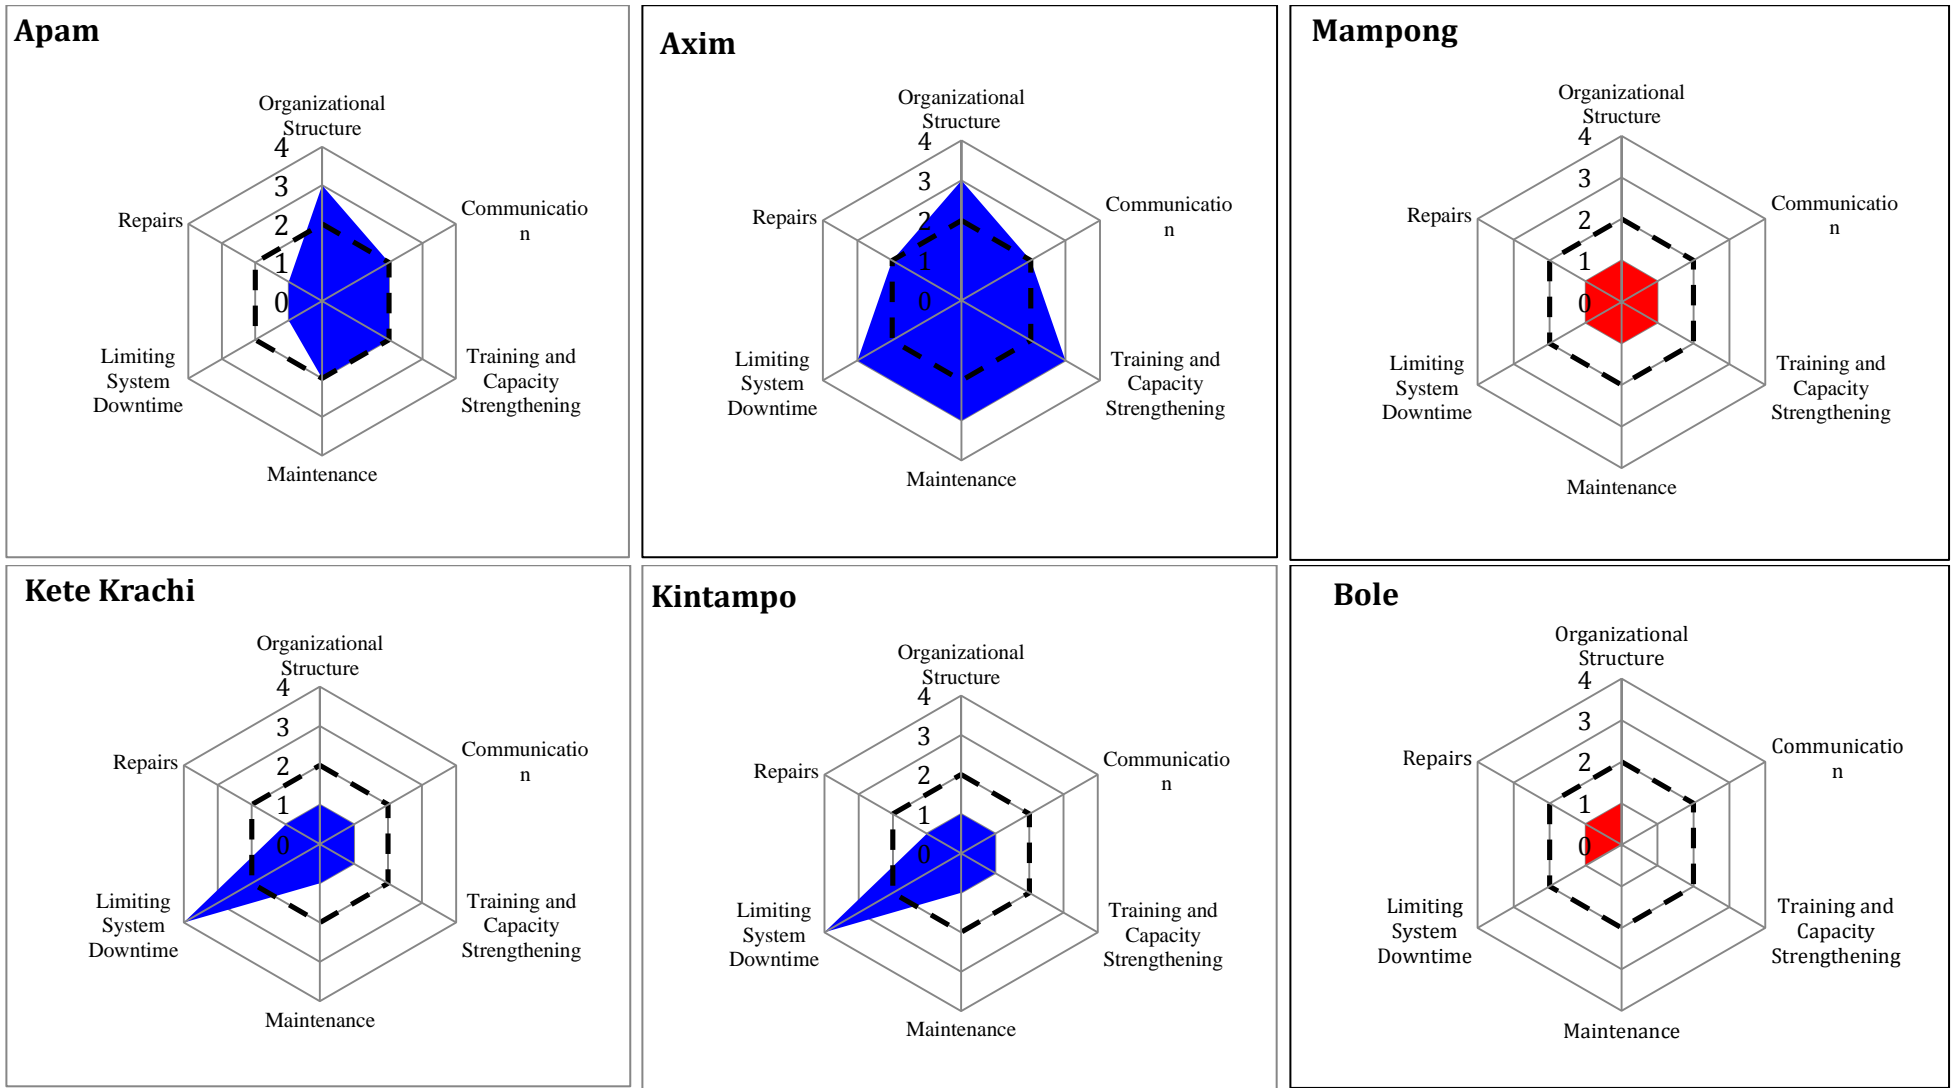 Apam
Organizational
Structure
4
3
2
1
0
Communicatio
n
Training and
Capacity
Strengthening
Maintenance
Limiting
System
Downtime
Repairs
Axim
Organizational
Structure
4
3
2
1
0
Communicatio
n
Training and
Capacity
Strengthening
Maintenance
Limiting
System
Downtime
Repairs
Mampong
Organizational
Structure
4
3
2
1
0
Communicatio
n
Training and
Capacity
Strengthening
Maintenance
Limiting
System
Downtime
Repairs
Kete Krachi
Organizational
Structure
4
3
2
1
0
Communicatio
n
Training and
Capacity
Strengthening
Maintenance
Limiting
System
Downtime
Repairs
Kintampo
Organizational
Structure
4
3
2
1
0
Communicatio
n
Training and
Capacity
Strengthening
Maintenance
Limiting
System
Downtime
Repairs
Bole
Organizational
Structure
4
3
2
1
0
Communicatio
n
Training and
Capacity
Strengthening
Maintenance
Limiting
System
Downtime
Repairs